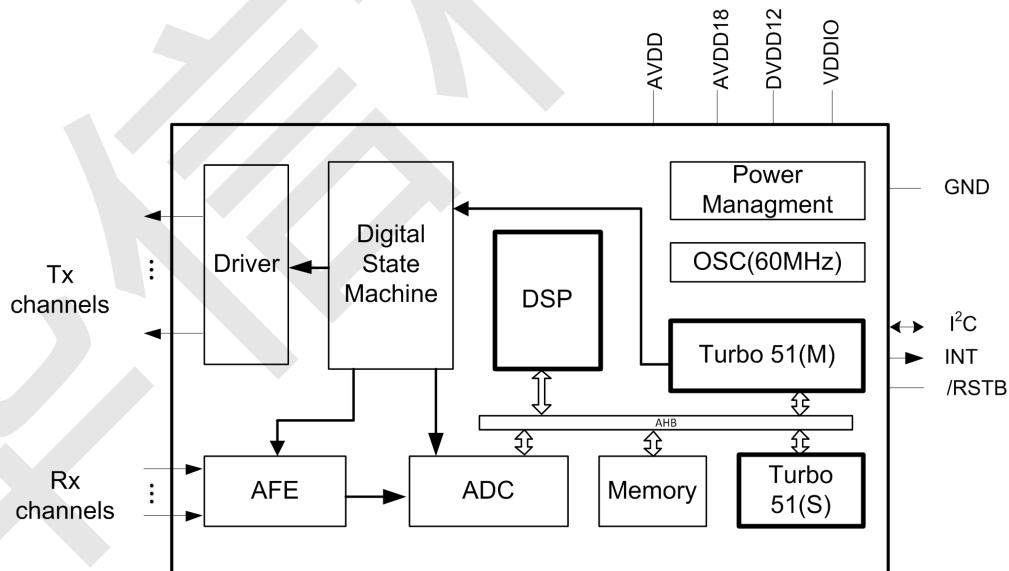 AVDD
AVDD18
DVDD12
VDDIO
Power
Managment
GND
Driver
Digital
State
Machine
DSP
OSC(60MHz)
Tx
channels
Turbo 51(M)
I²C
INT
/RSTB
AHB
Rx
channels
AFE
ADC
Memory
Turbo
51(S)